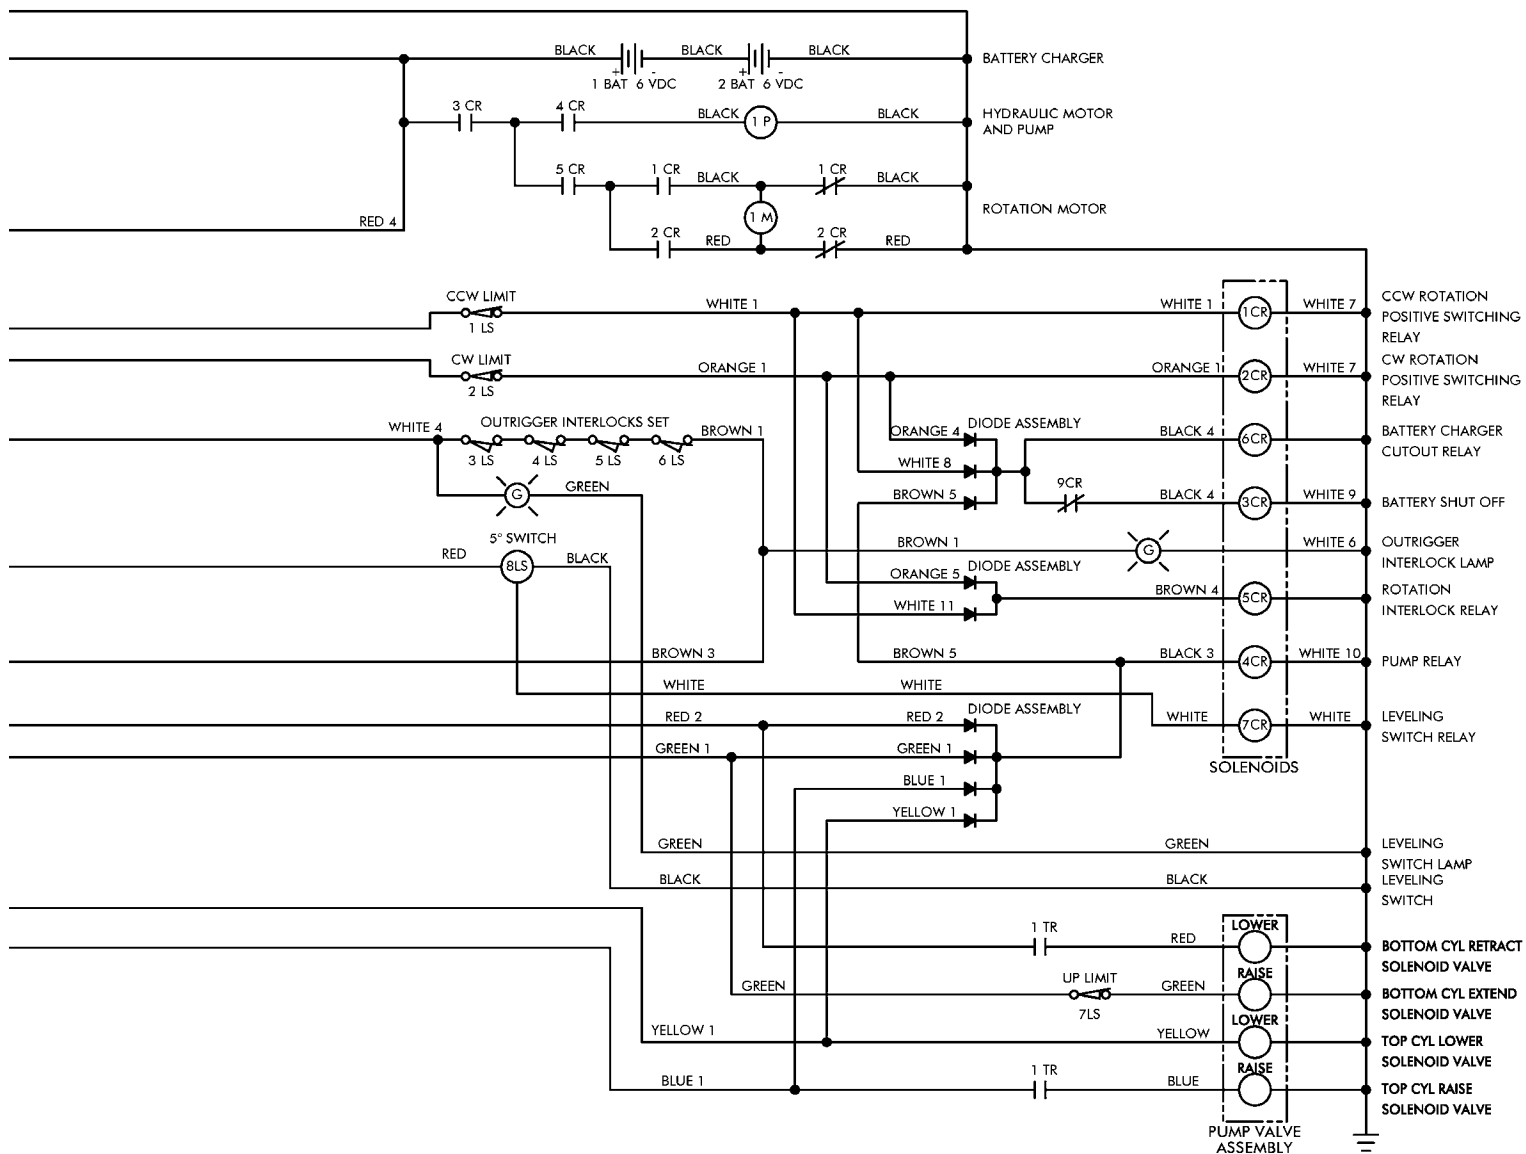 BLACK BLACK BLACK BATTERY CHARGER
+ - + -
1 BAT 6 VDC 2 BAT 6 VDC
3 CR 4 CR BLACK 1 P BLACK HYDRAULIC MOTOR
AND PUMP
5 CR 1 CR BLACK 1 CR BLACK
RED 4 1 M ROTATION MOTOR
2 CR RED 2 CR RED
CCW LIMIT WHITE 1 WHITE 1 1CR WHITE 7 CCW ROTATION
POSITIVE SWITCHING
RELAY
1 LS
CW LIMIT ORANGE 1 ORANGE 1 2CR WHITE 7 CW ROTATION
POSITIVE SWITCHING
RELAY
2 LS
WHITE 4 OUTRIGGER INTERLOCKS SET BROWN 1 ORANGE 4 DIODE ASSEMBLY BLACK 4 6CR BATTERY CHARGER
CUTOUT RELAY
3 LS 4 LS 5 LS 6 LS WHITE 8
G GREEN BROWN 5 9CR BLACK 4 3CR WHITE 9 BATTERY SHUT OFF
5° SWITCH BROWN 1 G WHITE 6 OUTRIGGER
INTERLOCK LAMP
RED 8LS BLACK ORANGE 5 DIODE ASSEMBLY
WHITE 11 BROWN 4 5CR ROTATION
INTERLOCK RELAY
BROWN 3 BROWN 5 BLACK 3 4CR WHITE 10 PUMP RELAY
WHITE WHITE
RED 2 RED 2 DIODE ASSEMBLY WHITE 7CR WHITE LEVELING
SWITCH RELAY
GREEN 1 GREEN 1
SOLENOIDS
BLUE 1
YELLOW 1
GREEN GREEN LEVELING
SWITCH LAMP
BLACK BLACK LEVELING
SWITCH
1 TR RED LOWER BOTTOM CYL RETRACT
SOLENOID VALVE
GREEN UP LIMIT GREEN RAISE BOTTOM CYL EXTEND
SOLENOID VALVE
7LS
YELLOW 1 YELLOW LOWER TOP CYL LOWER
SOLENOID VALVE
BLUE 1 1 TR BLUE RAISE TOP CYL RAISE
SOLENOID VALVE
PUMP VALVE
ASSEMBLY